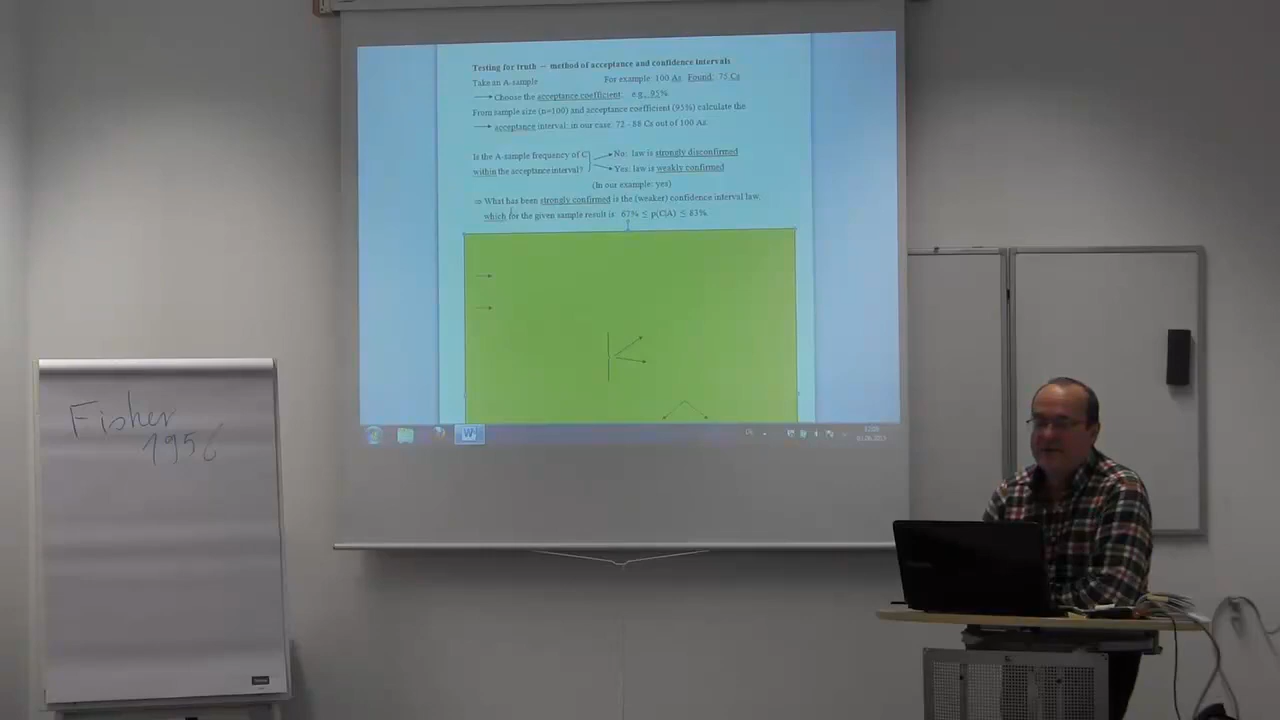 Testing for truth – method of acceptance and confidence intervals
Take an A-sample For example: 100 As Found: 75 Cs
→ Choose the acceptance coefficient. e.g., 95%
From sample size (n=100) and acceptance coefficient (95%) calculate the
→ acceptance interval: in our case: 72 - 88 Cs out of 100 As.
Is the A-sample frequency of C
within the acceptance interval?
→ No: law is strongly disconfirmed
→ Yes: law is weakly confirmed
(In our example: yes)
⇒ What has been strongly confirmed is the (weaker) confidence interval law,
which for the given sample result is: 67% ≤ p(C|A) ≤ 83%.
Fisher
1956